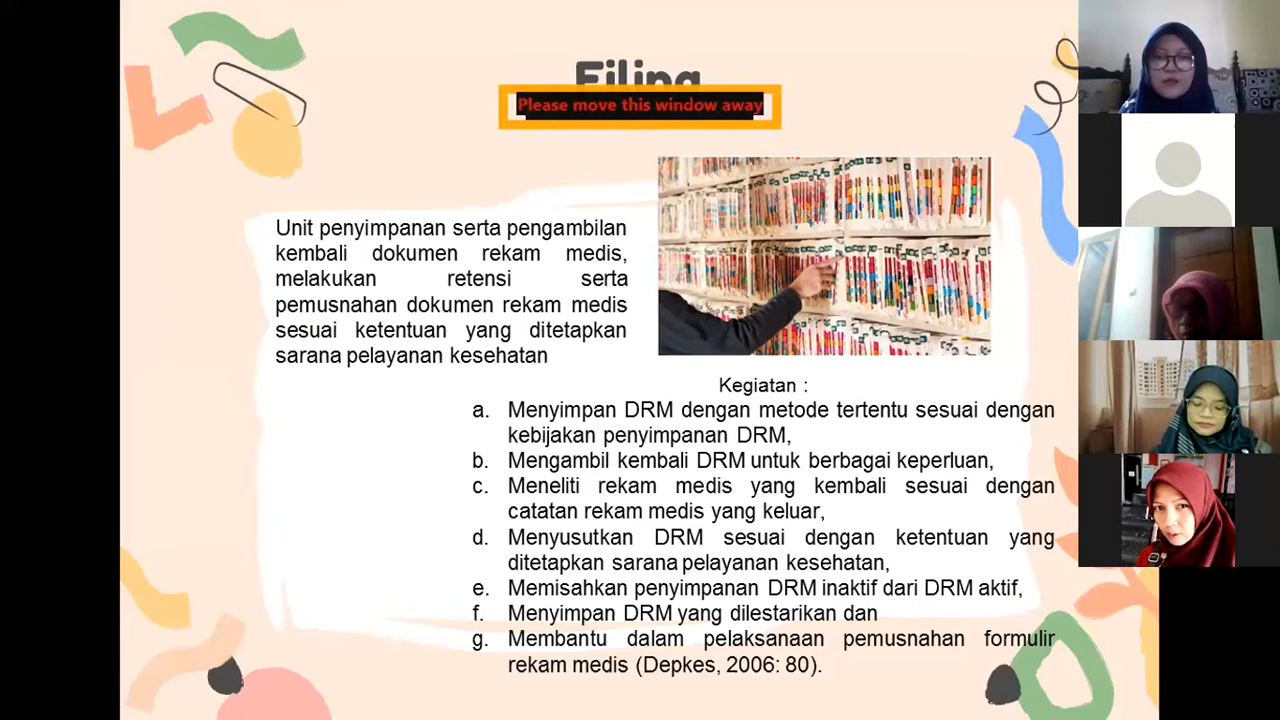 Filing
Please move this window away
Unit penyimpanan serta pengambilan
kembali dokumen rekam medis,
melakukan retensi serta
pemusnahan dokumen rekam medis
sesuai ketentuan yang ditetapkan
sarana pelayanan kesehatan
Kegiatan :
a. Menyimpan DRM dengan metode tertentu sesuai dengan
kebijakan penyimpanan DRM,
b. Mengambil kembali DRM untuk berbagai keperluan,
c. Meneliti rekam medis yang kembali sesuai dengan
catatan rekam medis yang keluar,
d. Menyusutkan DRM sesuai dengan ketentuan yang
ditetapkan sarana pelayanan kesehatan,
e. Memisahkan penyimpanan DRM inaktif dari DRM aktif,
f. Menyimpan DRM yang dilestarikan dan
g. Membantu dalam pelaksanaan pemusnahan formulir
rekam medis (Depkes, 2006: 80).